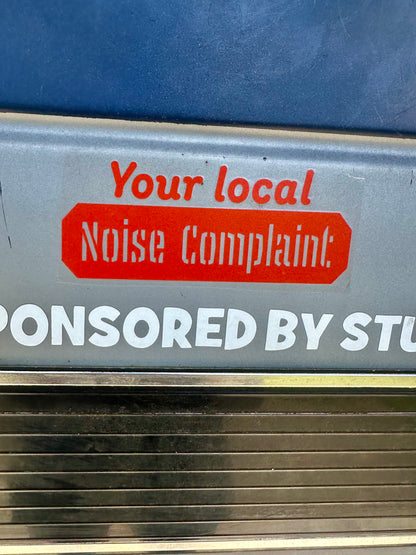 Your local
Noise Complaint
PONSORED BY STU